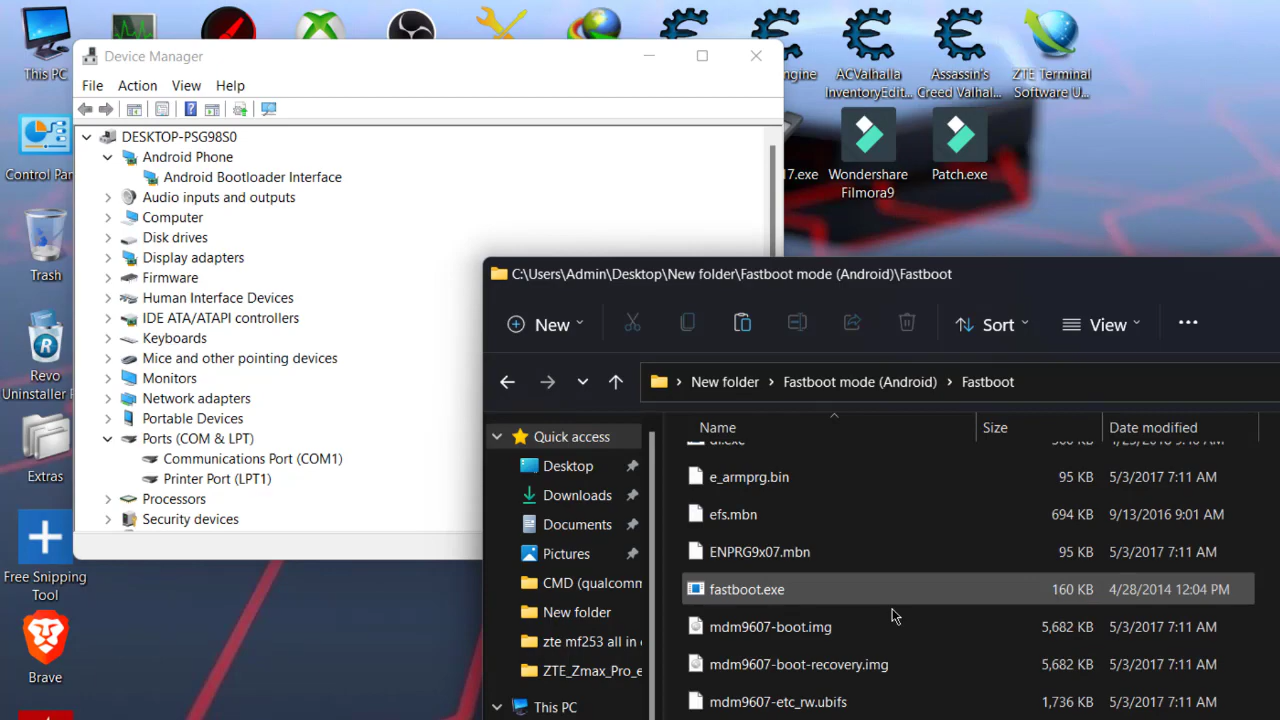 This PC
Control Pan
Trash
Revo
Uninstaller P
Extras
Free Snipping
Tool
Brave
ngine
ACValhalla
InventoryEdit...
Assassin's
Creed Valhal...
ZTE Terminal
Software U...
17.exe
Wondershare
Filmora9
Patch.exe
Device Manager
File Action View Help
DESKTOP-PSG98S0
Android Phone
Android Bootloader Interface
Audio inputs and outputs
Computer
Disk drives
Display adapters
Firmware
Human Interface Devices
IDE ATA/ATAPI controllers
Keyboards
Mice and other pointing devices
Monitors
Network adapters
Portable Devices
Ports (COM & LPT)
Communications Port (COM1)
Printer Port (LPT1)
Processors
Security devices
C:\Users\Admin\Desktop\New folder\Fastboot mode (Android)\Fastboot
New Sort View
New folder > Fastboot mode (Android) > Fastboot
Quick access
Desktop
Downloads
Documents
Pictures
CMD (qualcomm
New folder
zte mf253 all in o
ZTE_Zmax_Pro_e
This PC
Name Size Date modified
e_armprg.bin 95 KB 5/3/2017 7:11 AM
efs.mbn 694 KB 9/13/2016 9:01 AM
ENPRG9x07.mbn 95 KB 5/3/2017 7:11 AM
fastboot.exe 160 KB 4/28/2014 12:04 PM
mdm9607-boot.img 5,682 KB 5/3/2017 7:11 AM
mdm9607-boot-recovery.img 5,682 KB 5/3/2017 7:11 AM
mdm9607-etc_rw.ubifs 1,736 KB 5/3/2017 7:11 AM